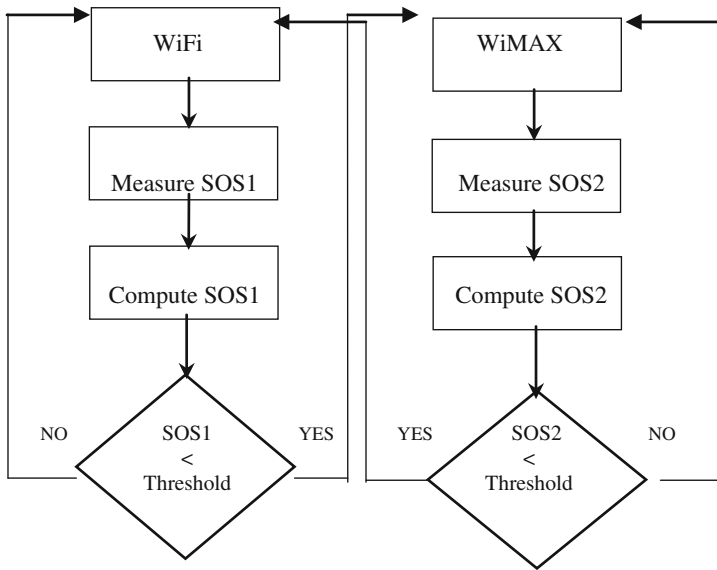 WiFi
Measure SOS1
Compute SOS1
NO
SOS1
<
Threshold
YES
WiMAX
Measure SOS2
Compute SOS2
YES
SOS2
<
Threshold
NO